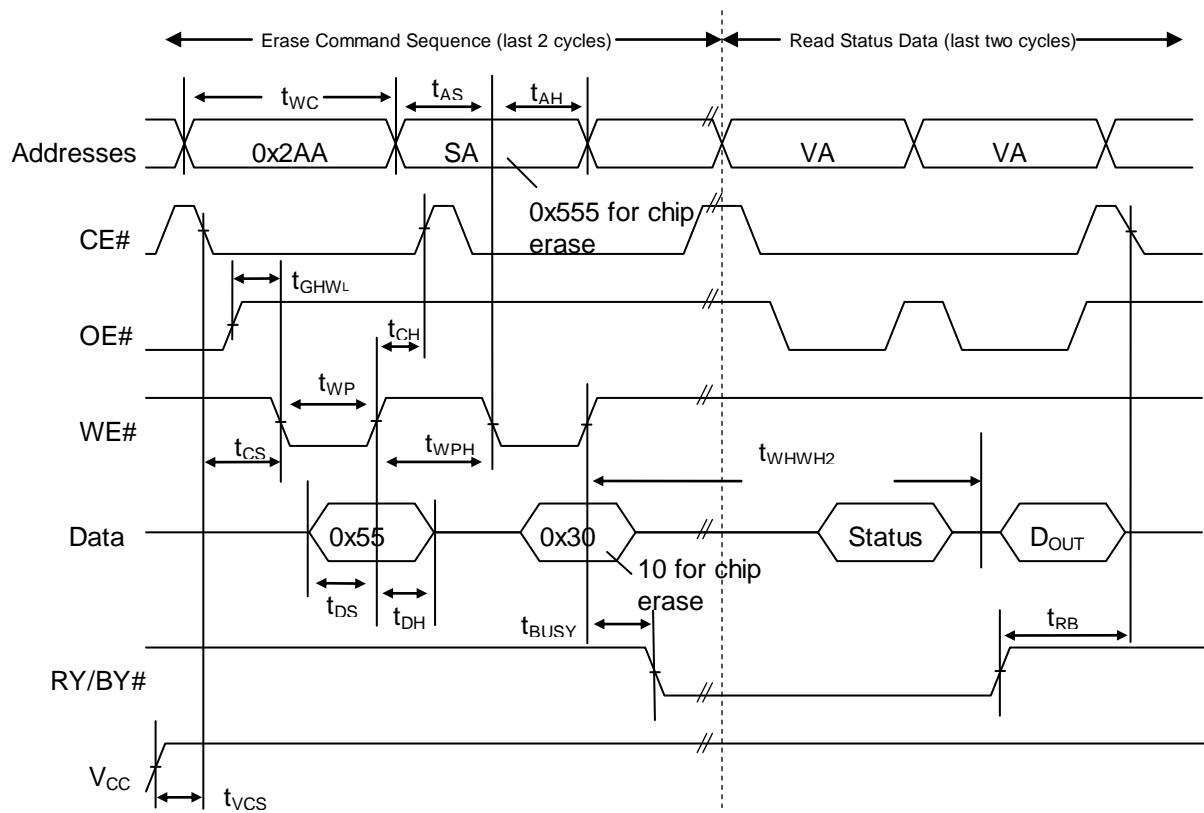 Erase Command Sequence (last 2 cycles)
Read Status Data (last two cycles)
tWC
tAS
tAH
Addresses
0x2AA
SA
VA
VA
0x555 for chip
erase
CE#
tGHWL
OE#
tCH
tWP
WE#
tCS
tWPH
tWHWH2
Data
0x55
0x30
Status
DOUT
10 for chip
erase
tDS
tDH
tBUSY
tRB
RY/BY#
VCC
tVCS